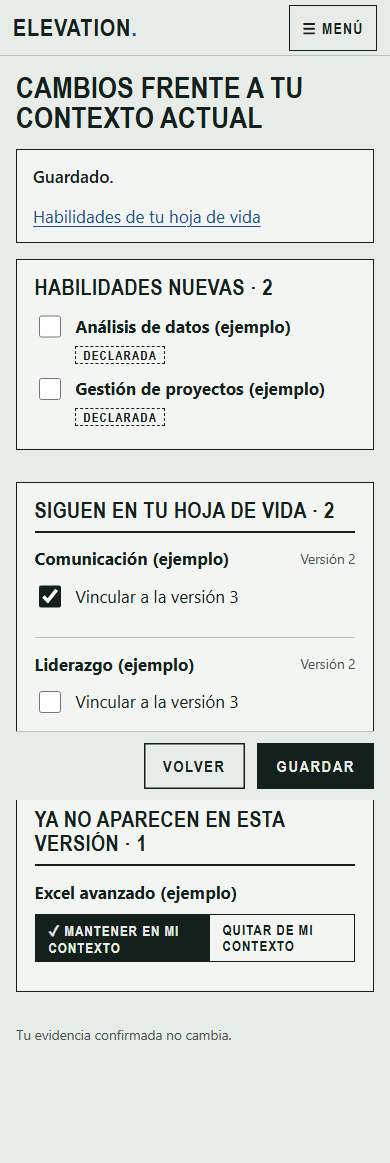 ELEVATION.
☰ MENÚ
CAMBIOS FRENTE A TU
CONTEXTO ACTUAL
Guardado.
Habilidades de tu hoja de vida
HABILIDADES NUEVAS · 2
Análisis de datos (ejemplo)
DECLARADA
Gestión de proyectos (ejemplo)
DECLARADA
SIGUEN EN TU HOJA DE VIDA · 2
Comunicación (ejemplo) Versión 2
Vincular a la versión 3
Liderazgo (ejemplo) Versión 2
Vincular a la versión 3
VOLVER GUARDAR
YA NO APARECEN EN ESTA
VERSIÓN · 1
Excel avanzado (ejemplo)
✓ MANTENER EN MI
CONTEXTO
QUITAR DE MI
CONTEXTO
Tu evidencia confirmada no cambia.